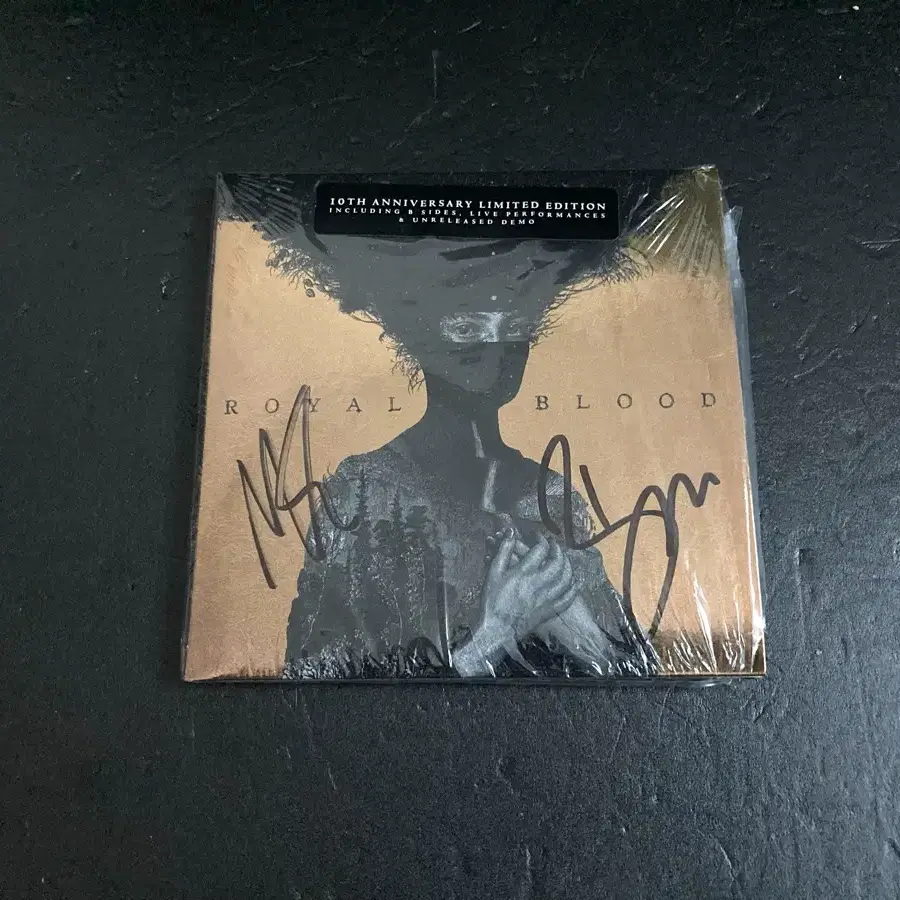 10TH ANNIVERSARY LIMITED EDITION
INCLUDING B SIDES, LIVE PERFORMANCES
& UNRELEASED DEMO
ROYAL BLOOD